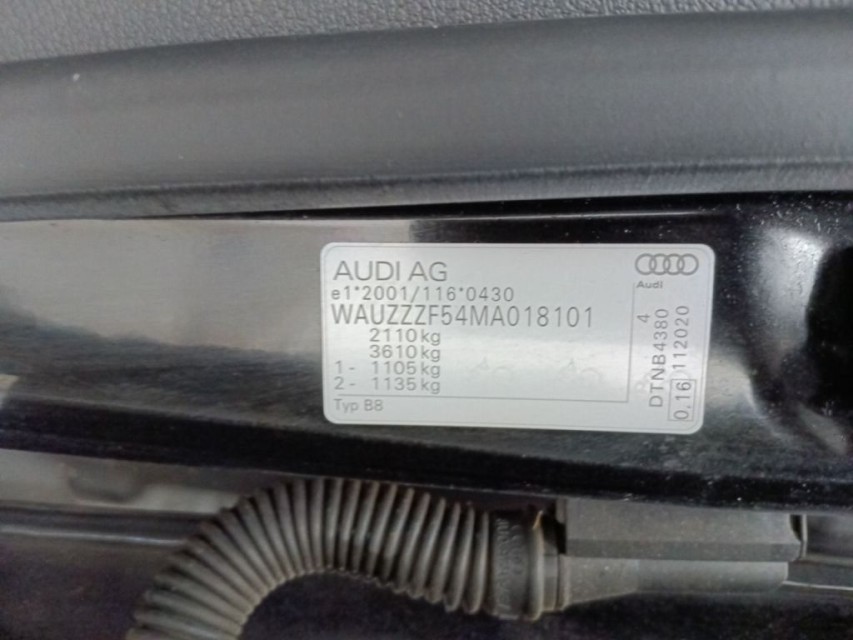 AUDI AG
e1*2001/116*0430
WAUZZZF54MA018101
2110 kg
3610 kg
1 - 1105 kg
2 - 1135 kg
Typ B8
Audi
4
DTNB4380
0.16 112020